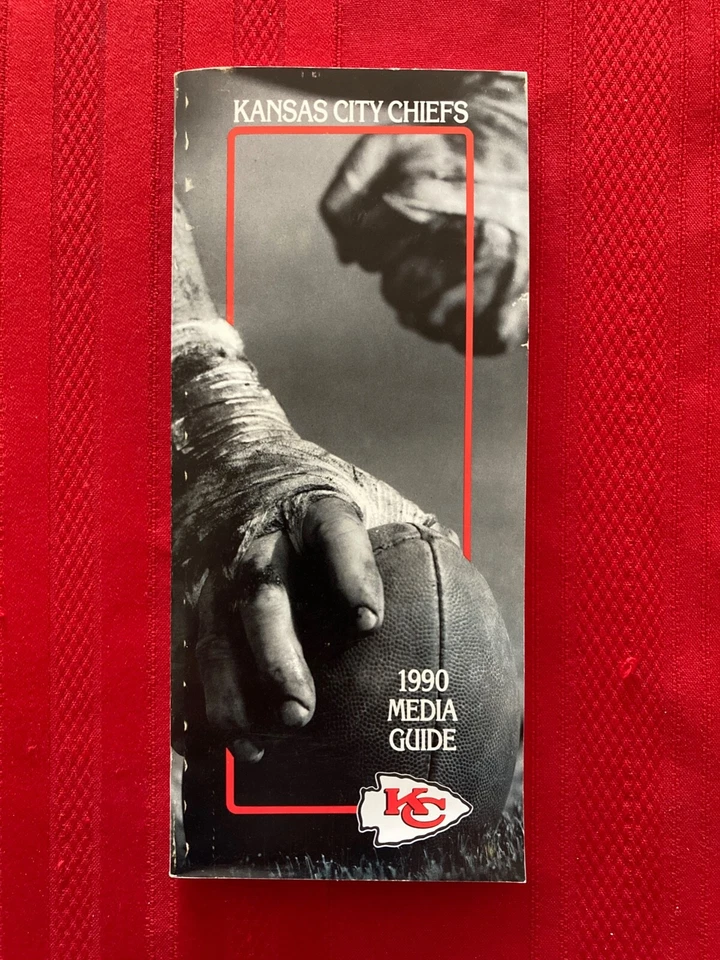 KANSAS CITY CHIEFS
1990
MEDIA
GUIDE
KC